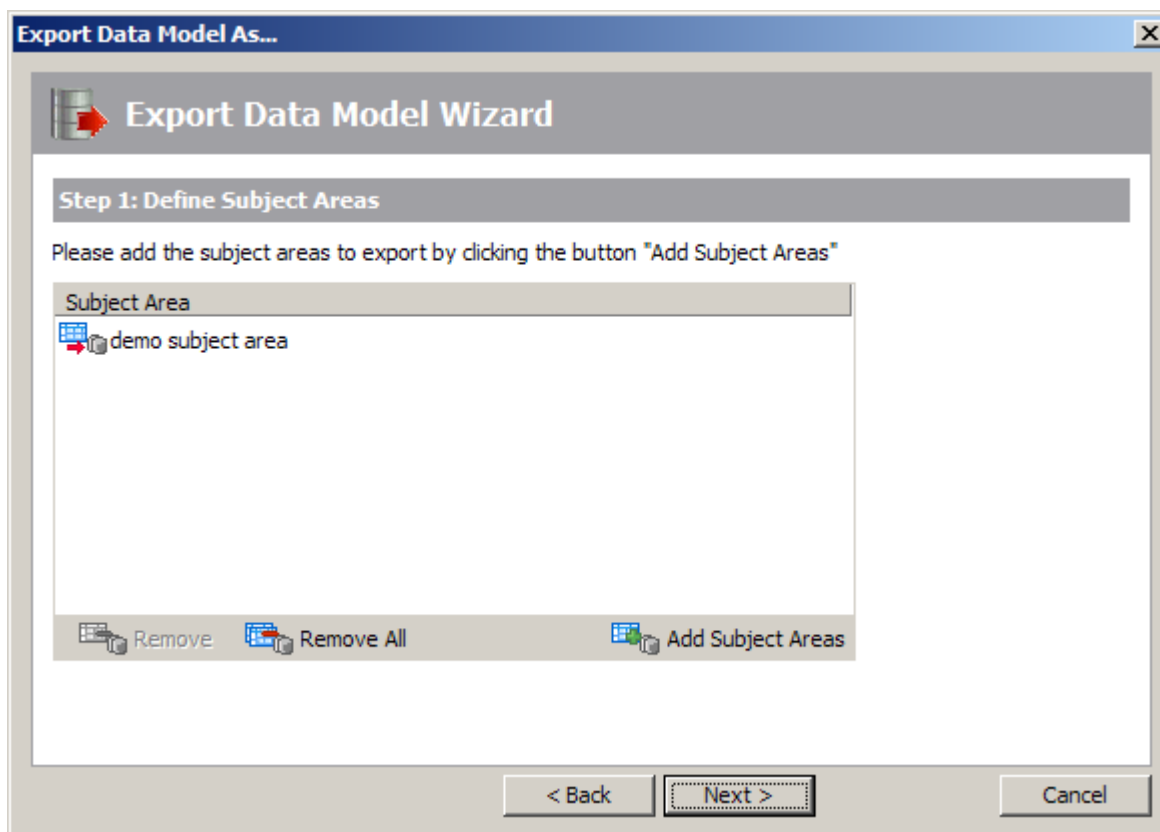 Export Data Model As...
Export Data Model Wizard
Step 1: Define Subject Areas
Please add the subject areas to export by clicking the button "Add Subject Areas"
Subject Area
demo subject area
Remove Remove All Add Subject Areas
< Back Next > Cancel